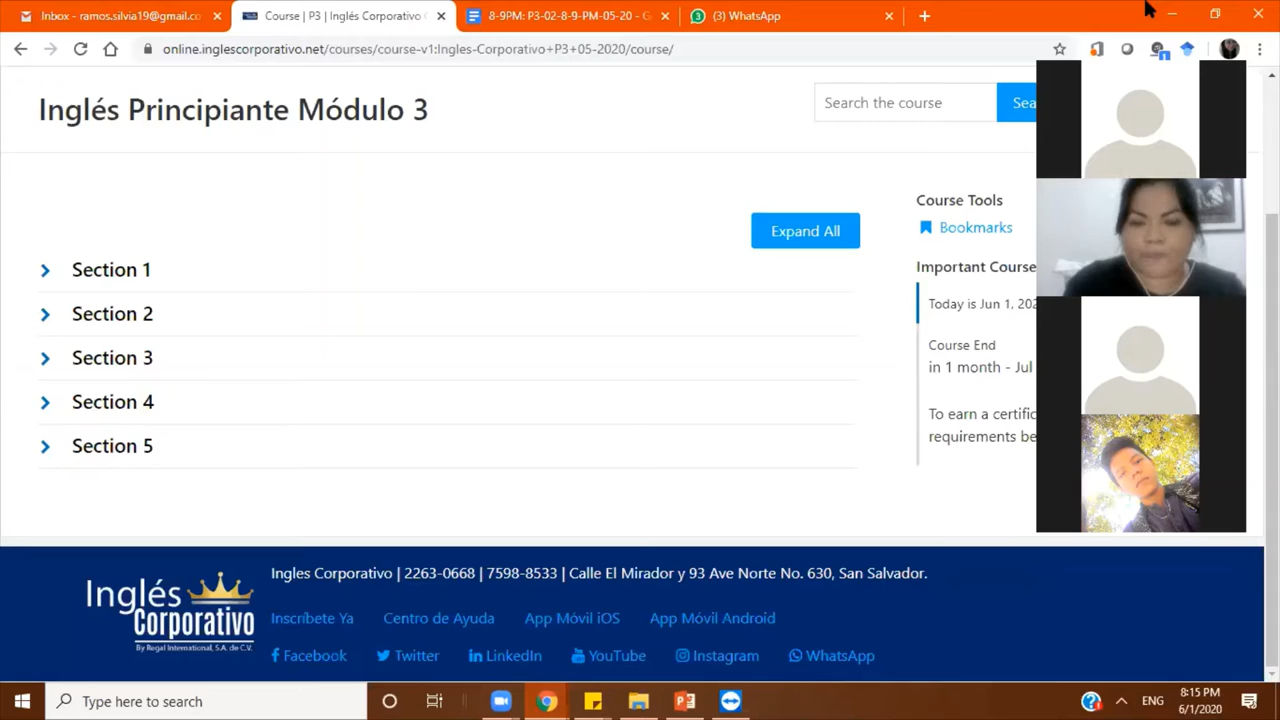 Inbox - ramos.silvia19@gmail.co
Course | P3 | Inglés Corporativo
8-9PM: P3-02-8-9-PM-05-20 - G
(3) WhatsApp
online.inglescorporativo.net/courses/course-v1:Ingles-Corporativo+P3+05-2020/course/
Inglés Principiante Módulo 3
Search the course
Sea
Expand All
Section 1
Section 2
Section 3
Section 4
Section 5
Course Tools
Bookmarks
Important Course
Today is Jun 1, 202
Course End
in 1 month - Jul
To earn a certific
requirements be
Inglés
Corporativo
By Regal International, S.A. de C.V.
Ingles Corporativo | 2263-0668 | 7598-8533 | Calle El Mirador y 93 Ave Norte No. 630, San Salvador.
Inscríbete Ya
Centro de Ayuda
App Móvil iOS
App Móvil Android
Facebook
Twitter
LinkedIn
YouTube
Instagram
WhatsApp
Type here to search
ENG
8:15 PM
6/1/2020